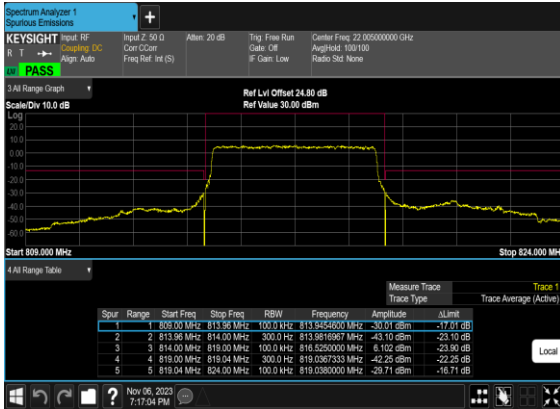 Spectrum Analyzer 1
Spurious Emissions
+
KEYSIGHT Input: RF Input Z: 50 Ω Atten: 20 dB Trig: Free Run Center Freq: 22.005000000 GHz
R T Coupling: DC Corr CCorr Gate: Off Avg|Hold: 100/100
Align: Auto Freq Ref: Int (S) IF Gain: Low Radio Std: None
PASS
3 All Range Graph
Ref Lvl Offset 24.80 dB
Scale/Div 10.0 dB Ref Value 30.00 dBm
Log
20.0
10.0
0.00
-10.0
-20.0
-30.0
-40.0
-50.0
-60.0
Start 809.000 MHz Stop 824.000 MHz
4 All Range Table
Measure Trace Trace 1
Trace Type Trace Average (Active)
Spur Range Start Freq Stop Freq RBW Frequency Amplitude ΔLimit
1 1 809.00 MHz 813.96 MHz 100.0 kHz 813.9454600 MHz -30.01 dBm -17.01 dB
2 2 813.96 MHz 814.00 MHz 300.0 Hz 813.9816967 MHz -43.10 dBm -23.10 dB
3 3 814.00 MHz 819.00 MHz 100.0 kHz 816.5250000 MHz 6.102 dBm -23.90 dB
4 4 819.00 MHz 819.04 MHz 300.0 Hz 819.0367333 MHz -42.25 dBm -22.25 dB
5 5 819.04 MHz 824.00 MHz 100.0 kHz 819.0380000 MHz -29.71 dBm -16.71 dB
Local
Nov 06, 2023
7:17:04 PM